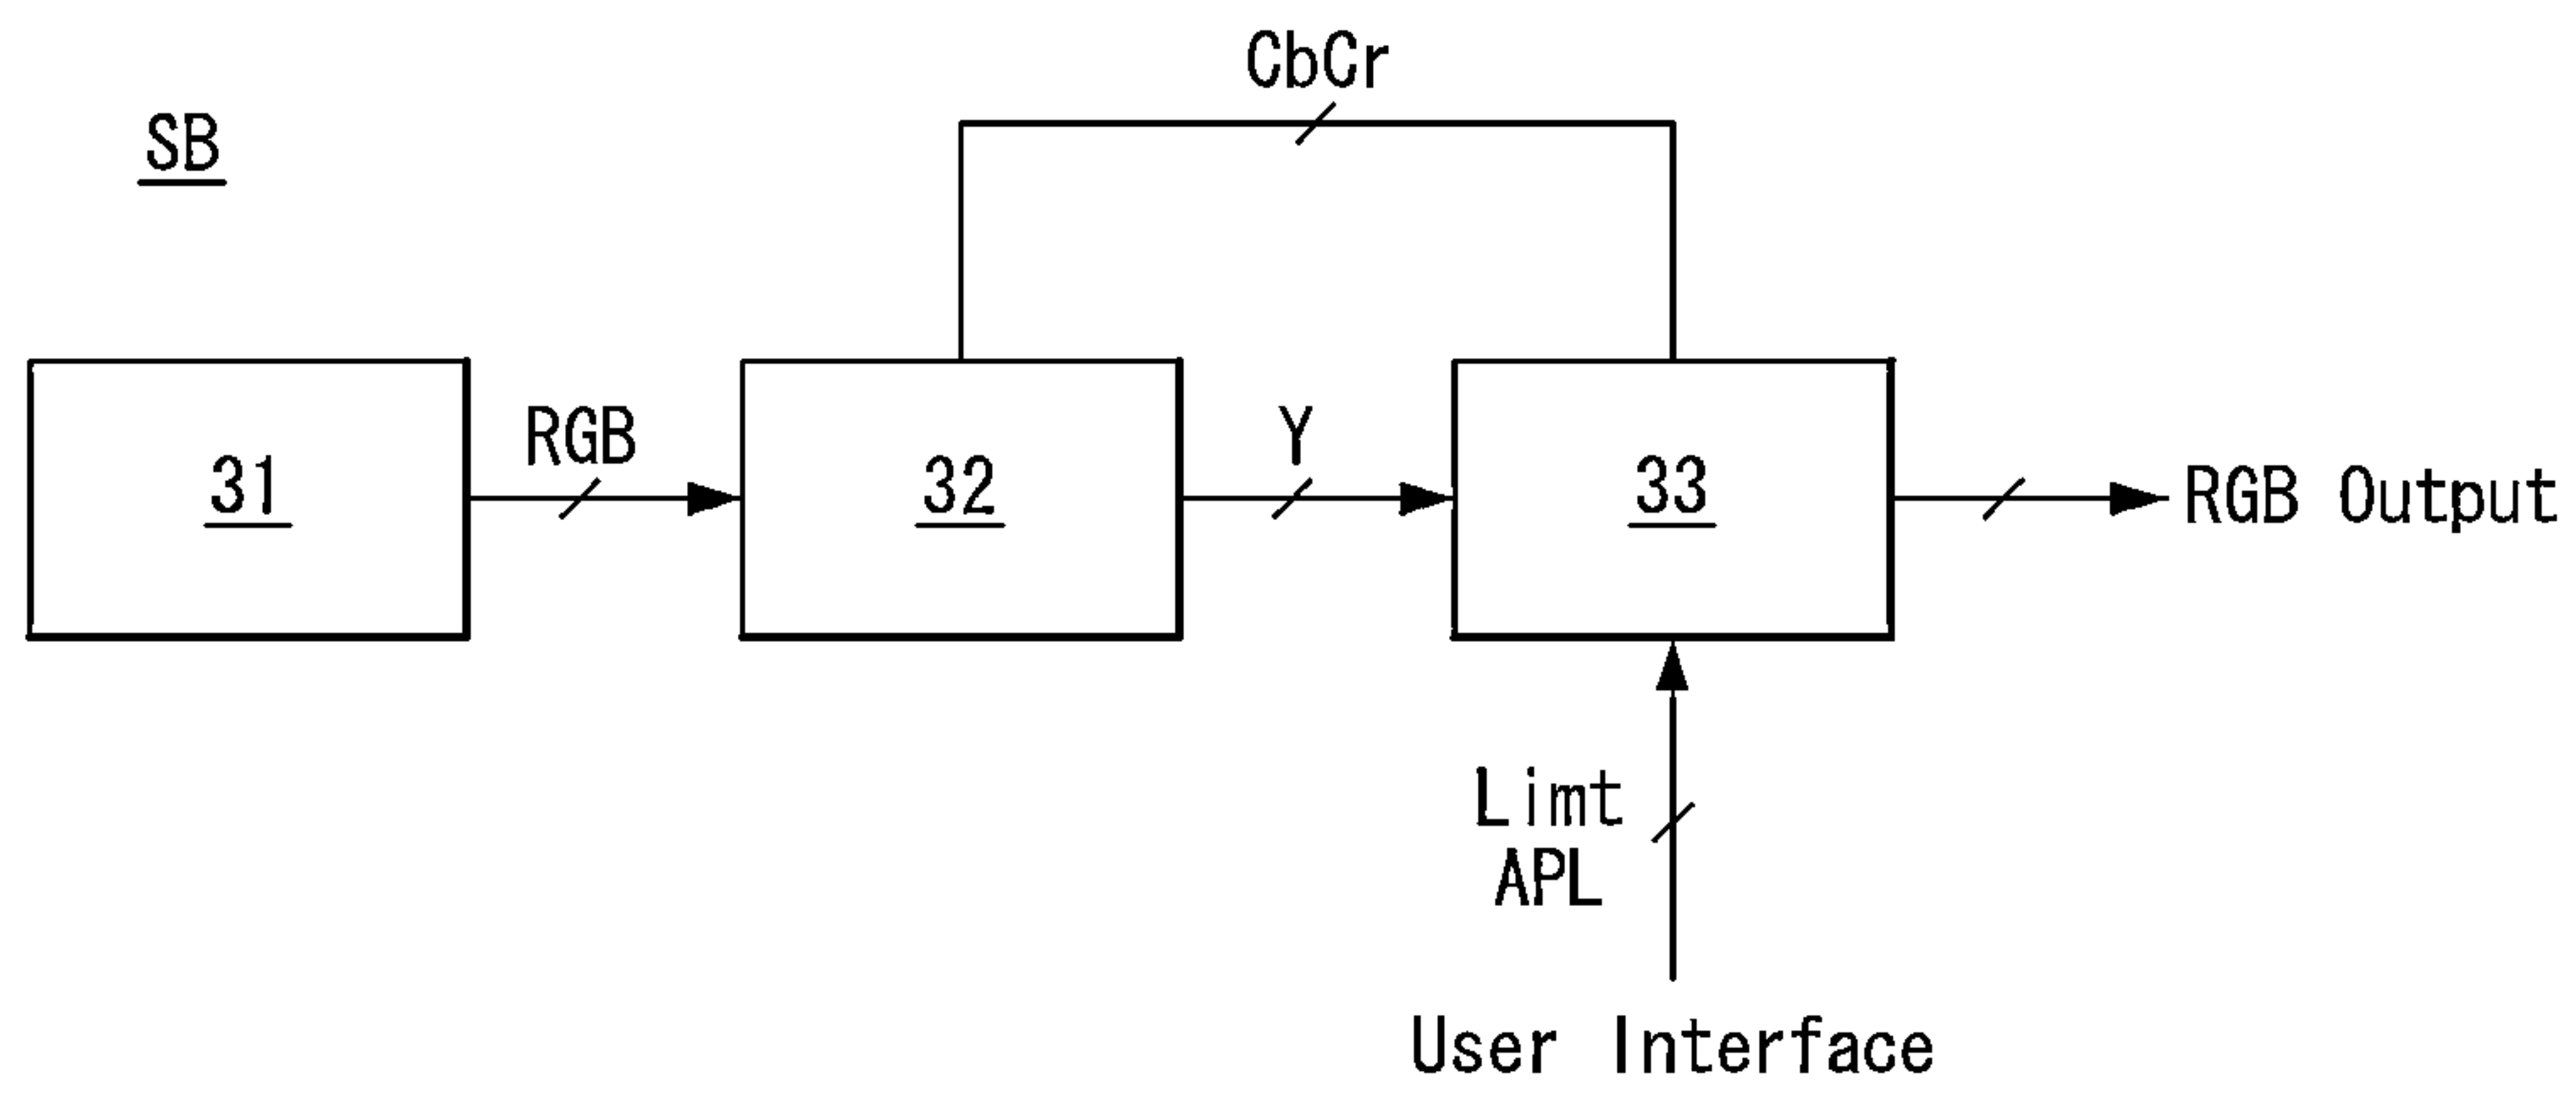 CbCr
SB
RGB
Y
31
32
33
RGB Output
Limt
APL
User Interface